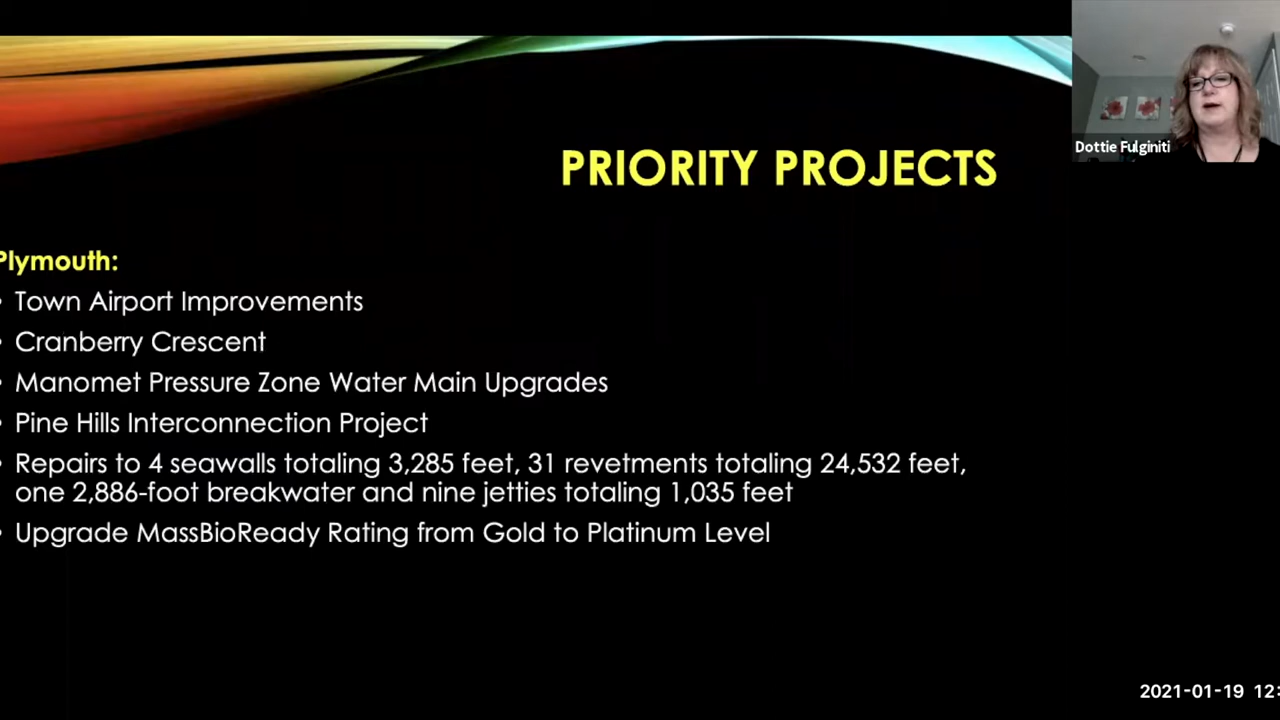 PRIORITY PROJECTS
Dottie Fulginiti
Plymouth:
• Town Airport Improvements
• Cranberry Crescent
• Manomet Pressure Zone Water Main Upgrades
• Pine Hills Interconnection Project
• Repairs to 4 seawalls totaling 3,285 feet, 31 revetments totaling 24,532 feet,
one 2,886-foot breakwater and nine jetties totaling 1,035 feet
• Upgrade MassBioReady Rating from Gold to Platinum Level
2021-01-19 12: